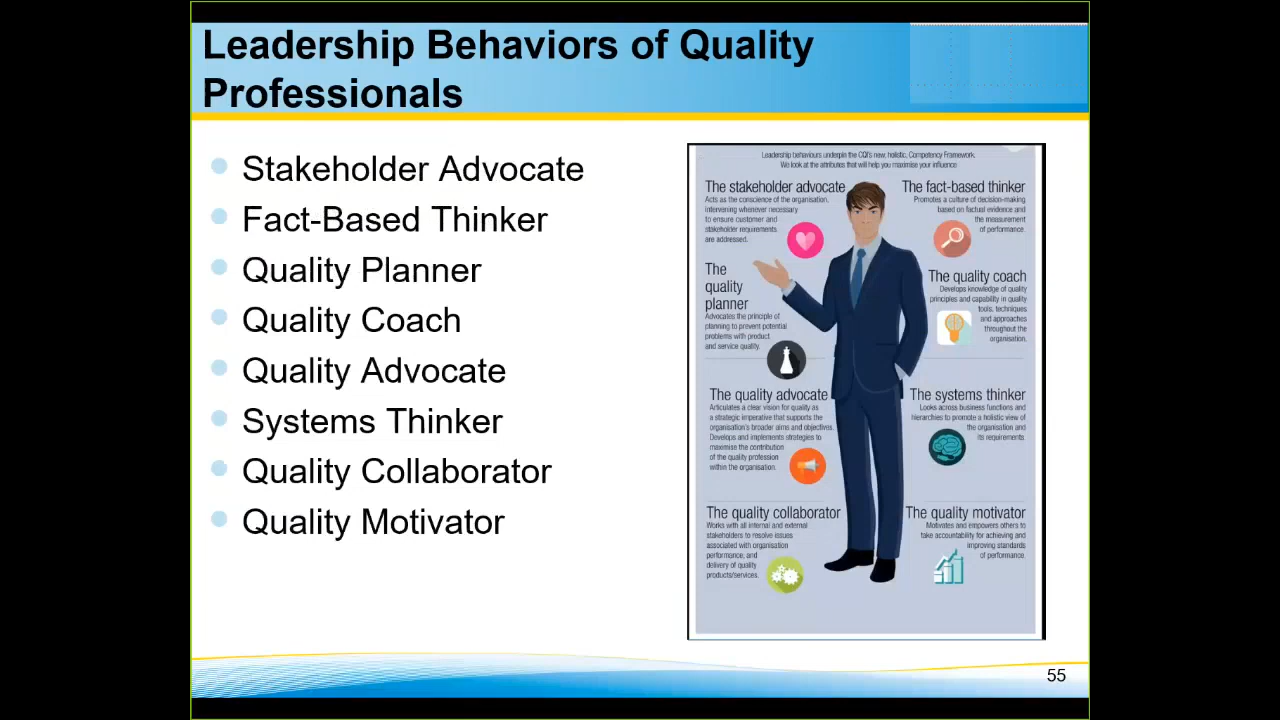 Leadership Behaviors of Quality
Professionals
Stakeholder Advocate
Fact-Based Thinker
Quality Planner
Quality Coach
Quality Advocate
Systems Thinker
Quality Collaborator
Quality Motivator
Leadership behaviours underpin the CQI's new, holistic, Competency Framework.
We look at the attributes that will help you maximise your influence
The stakeholder advocate
Acts as the conscience of the organisation,
intervening whenever necessary
to ensure customer and
stakeholder requirements
are addressed.
The fact-based thinker
Promotes a culture of decision-making
based on factual evidence and
the measurement
of performance.
The
quality
planner
Advocates the principle of
planning to prevent potential
problems with product
and service quality.
The quality coach
Develops knowledge of quality
principles and capability in quality
tools, techniques
and approaches
throughout the
organisation.
The quality advocate
Articulates a clear vision for quality as
a strategic imperative that supports the
organisation's broader aims and objectives.
Develops and implements strategies to
maximise the contribution
of the quality profession
within the organisation.
The systems thinker
Looks across business functions and
hierarchies to promote a holistic view of
the organisation and
its requirements.
The quality collaborator
Works with all internal and external
stakeholders to resolve issues
associated with organisation
performance, and
delivery of quality
products/services.
The quality motivator
Motivates and empowers others to
take accountability for achieving and
improving standards
of performance.
55